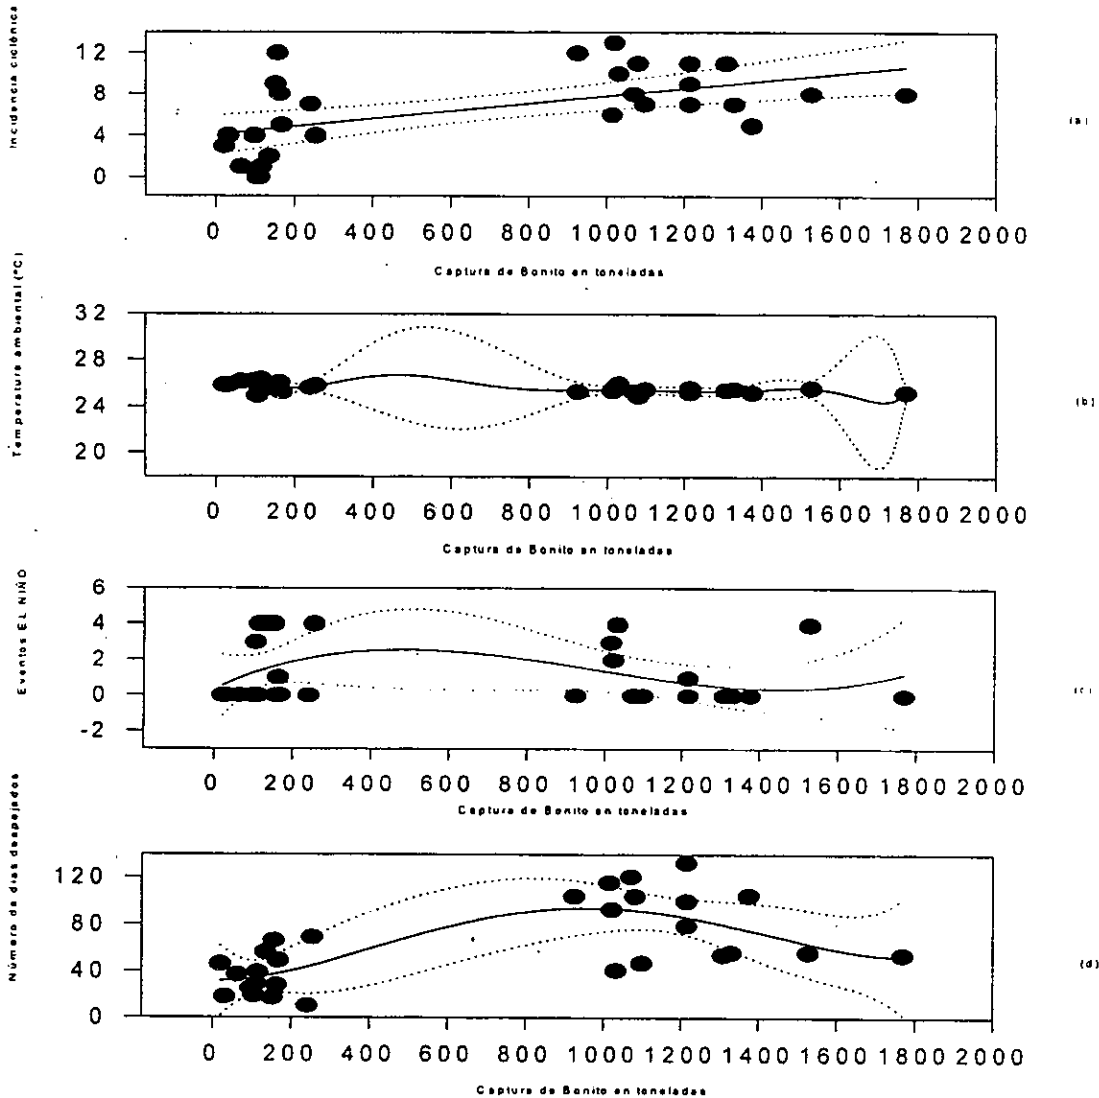 Incidencia ciclónica
12
8
4
0
0 200 400 600 800 1000 1200 1400 1600 1800 2000
Captura de Bonito en toneladas
(a)
Temperatura ambiental (°C)
32
28
24
20
0 200 400 600 800 1000 1200 1400 1600 1800 2000
Captura de Bonito en toneladas
(b)
Eventos EL NIÑO
6
4
2
0
-2
0 200 400 600 800 1000 1200 1400 1600 1800 2000
Captura de Bonito en toneladas
(c)
Número de días despejados
120
80
40
0
0 200 400 600 800 1000 1200 1400 1600 1800 2000
Captura de Bonito en toneladas
(d)